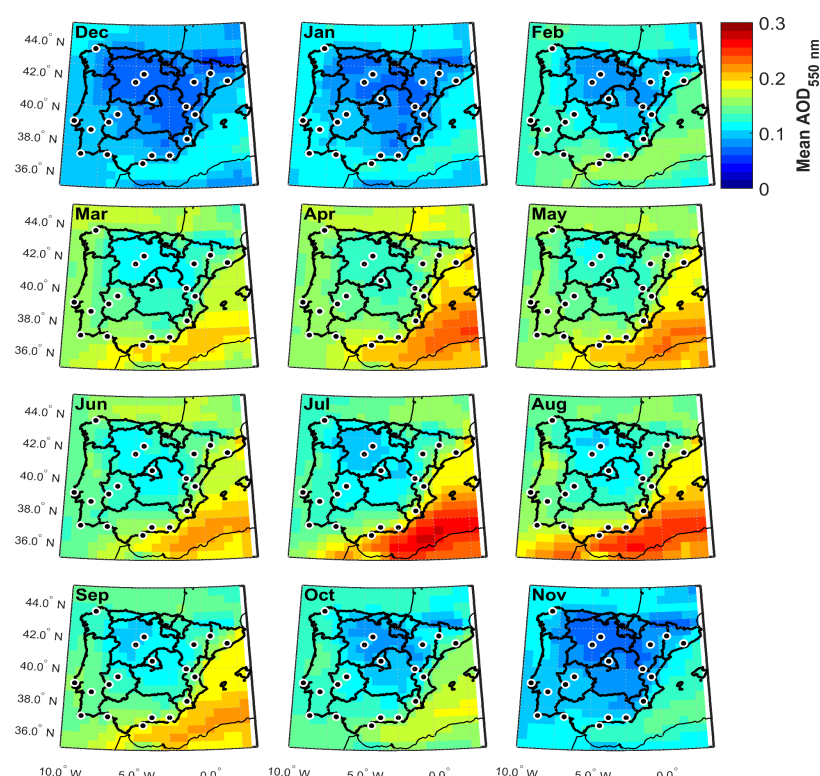 Dec
Jan
Feb
44.0° N
42.0° N
40.0° N
38.0° N
36.0° N
0.3
0.2
0.1
0
Mean AOD550 nm
Mar
Apr
May
44.0° N
42.0° N
40.0° N
38.0° N
36.0° N
Jun
Jul
Aug
44.0° N
42.0° N
40.0° N
38.0° N
36.0° N
Sep
Oct
Nov
44.0° N
42.0° N
40.0° N
38.0° N
36.0° N
10.0° W
5.0° W
0.0°
10.0° W
5.0° W
0.0°
10.0° W
5.0° W
0.0°